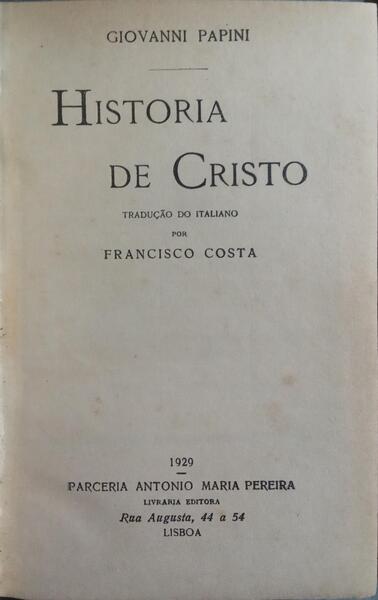 GIOVANNI PAPINI
HISTORIA
DE CRISTO
TRADUÇÃO DO ITALIANO
POR
FRANCISCO COSTA
1929
PARCERIA ANTONIO MARIA PEREIRA
LIVRARIA EDITORA
Rua Augusta, 44 a 54
LISBOA